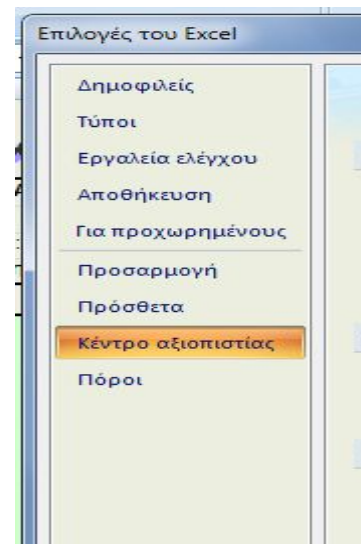 Επιλογές του Excel
Δημοφιλείς
Τύποι
Εργαλεία ελέγχου
Αποθήκευση
Για προχωρημένους
Προσαρμογή
Πρόσθετα
Κέντρο αξιοπιστίας
Πόροι